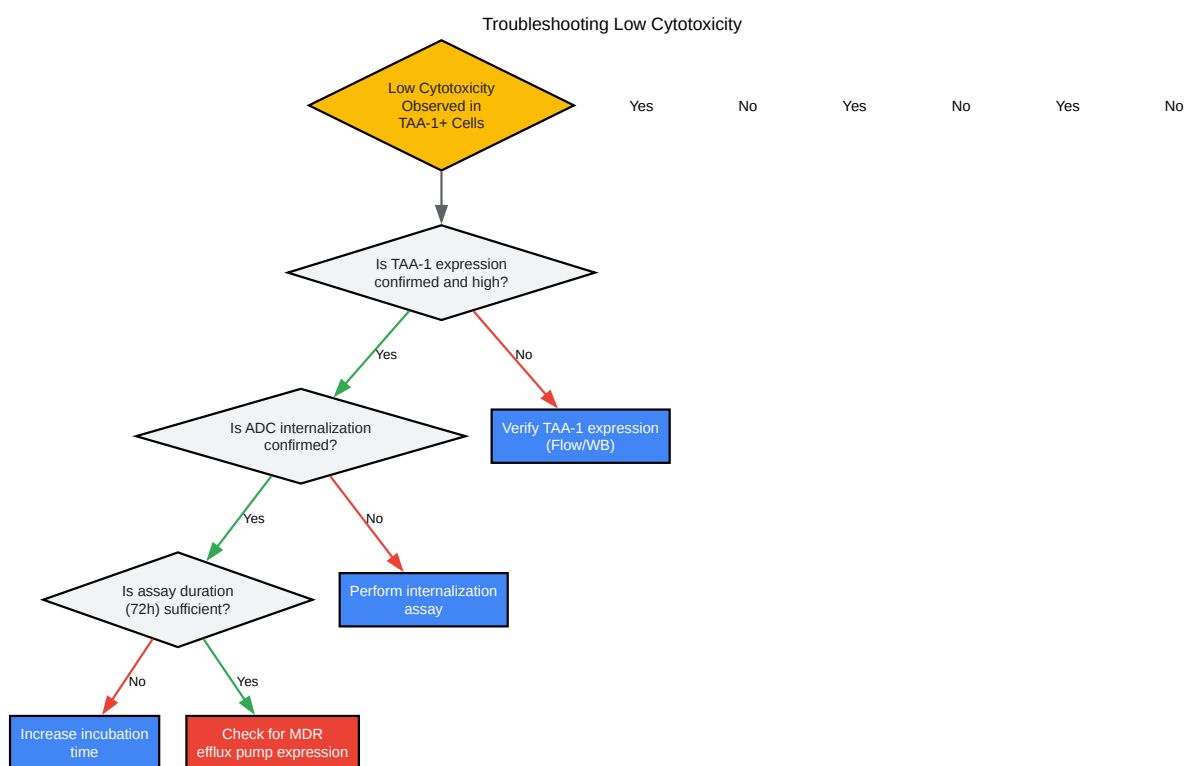 Troubleshooting Low Cytotoxicity
Low Cytotoxicity
Observed in
TAA-1+ Cells
Yes
No
Yes
No
Yes
No
Is TAA-1 expression
confirmed and high?
Yes
No
Is ADC internalization
confirmed?
Verify TAA-1 expression
(Flow/WB)
Yes
No
Is assay duration
(72h) sufficient?
Perform internalization
assay
No
Yes
Increase incubation
time
Check for MDR
efflux pump expression